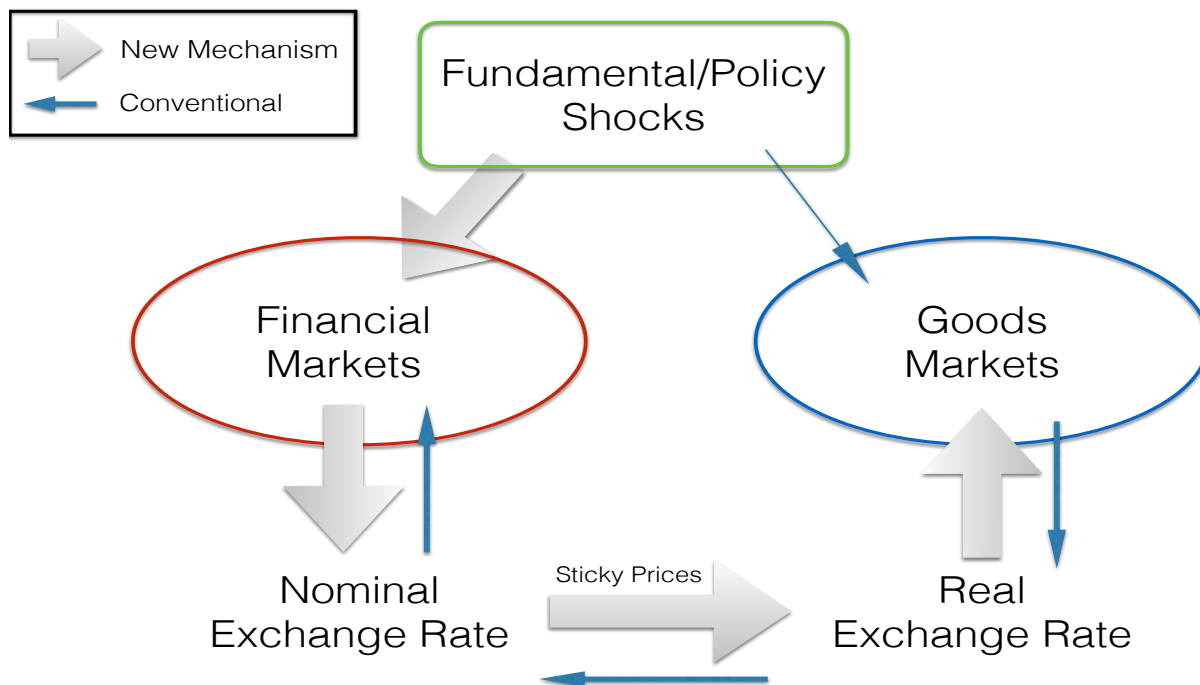 New Mechanism
Conventional
Fundamental/Policy
Shocks
Financial
Markets
Goods
Markets
Sticky Prices
Nominal
Exchange Rate
Real
Exchange Rate